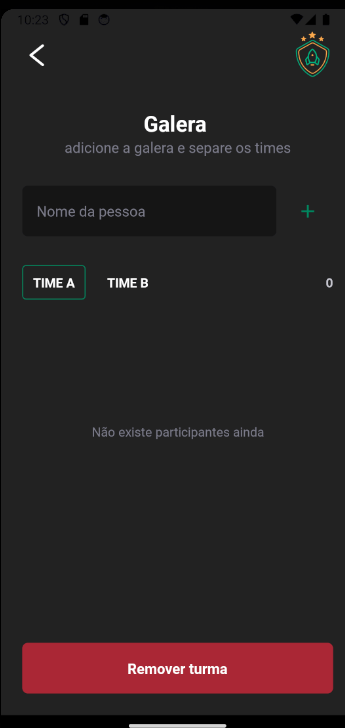 10:23
Galera
adicione a galera e separe os times
Nome da pessoa
+
TIME A TIME B 0
Não existe participantes ainda
Remover turma